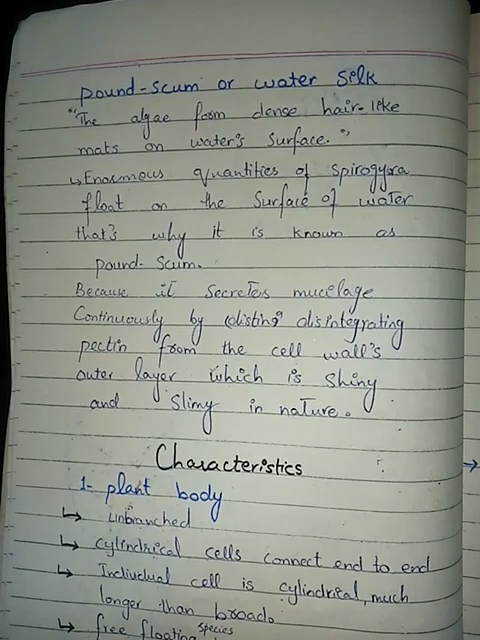 pound-scum or water silk
"The algae form dense hair-like
mats on water's surface."
↳ Enormous quantities of spirogyra
float on the surface of water
that's why it is known as
pound-scum.
Because it secretes mucilage
Continuously by disintegrating
pectin from the cell wall's
outer layer which is shiny
and slimy in nature.
Characteristics
1- plant body
↳ unbranched
↳ cylindrical cells connect end to end
↳ Individual cell is cylindrical, much
longer than broad.
↳ free floating species